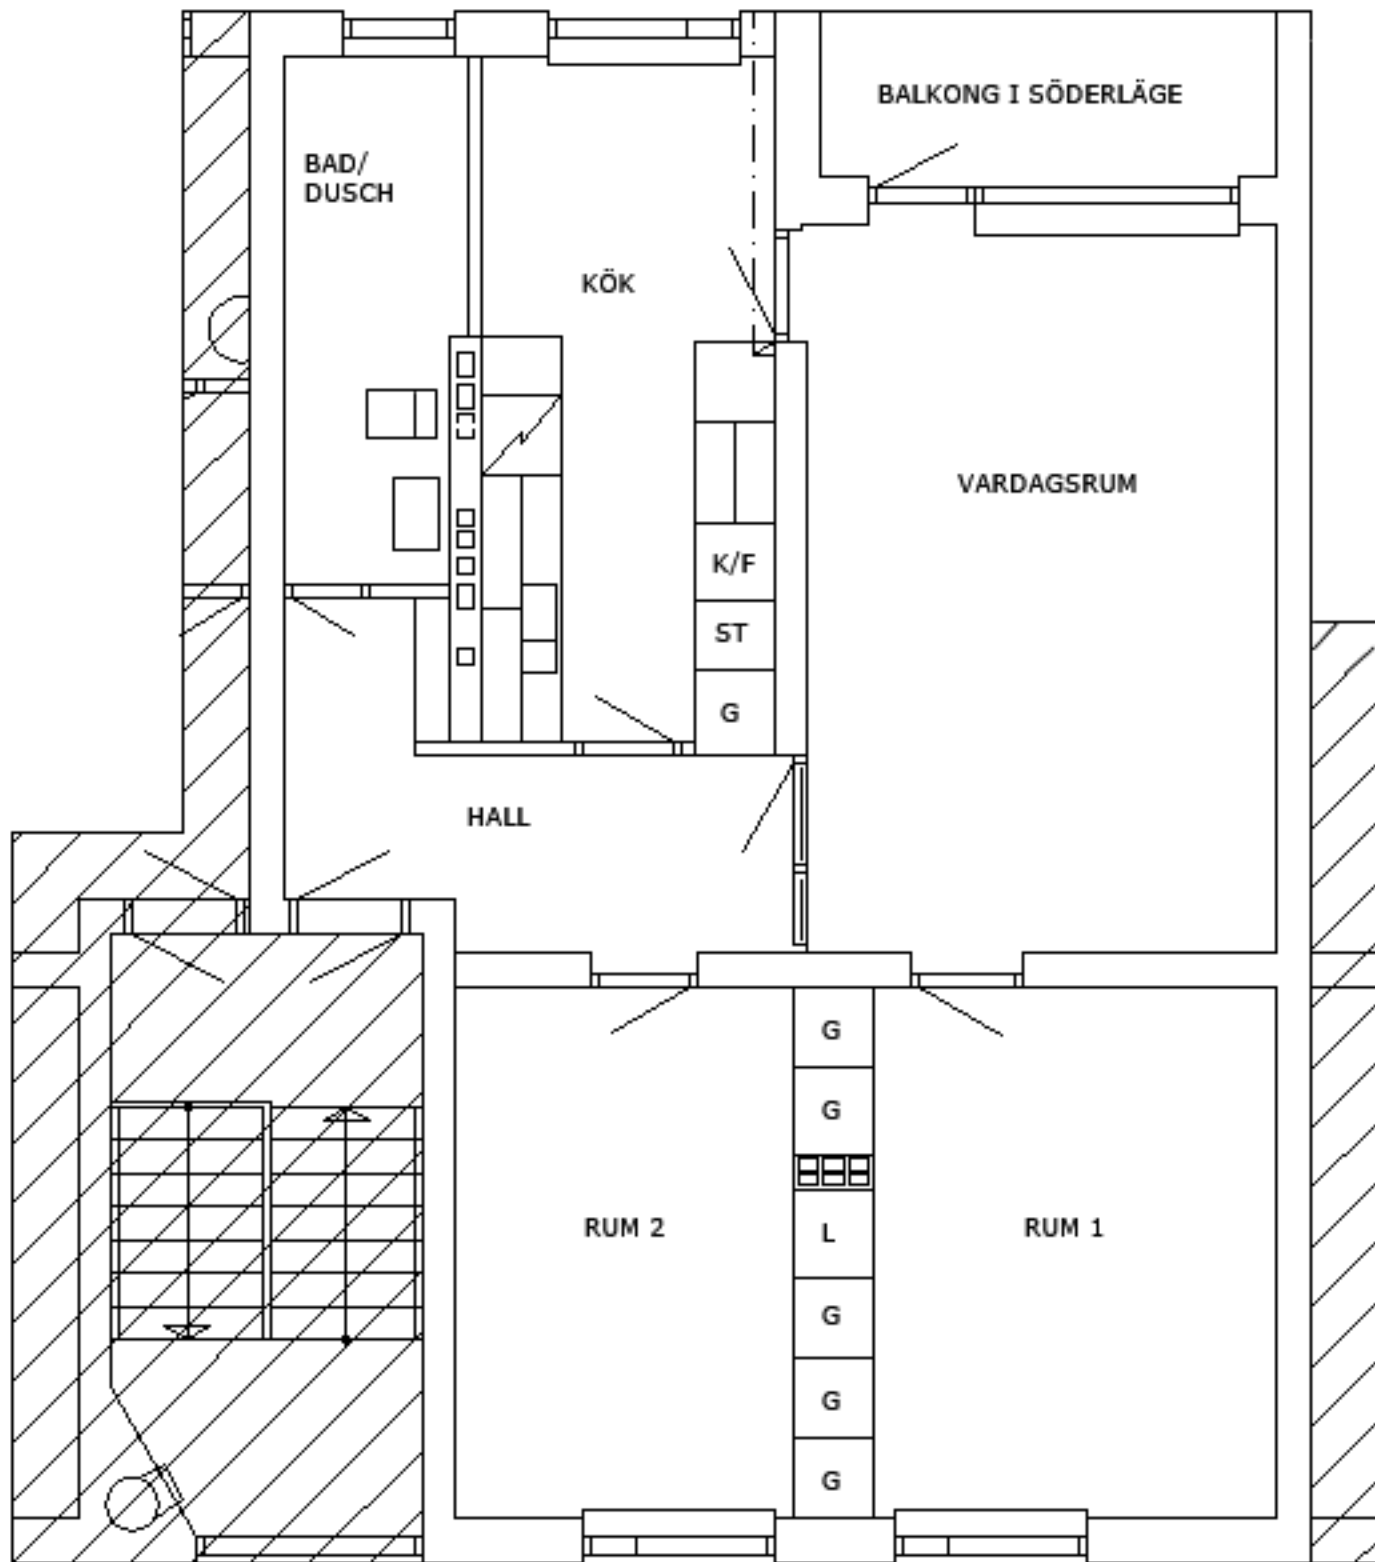 BALKONG I SÖDERLÄGE
BAD/
DUSCH
KÖK
VARDAGSRUM
K/F
ST
G
HALL
G
G
RUM 2
L
RUM 1
G
G
G